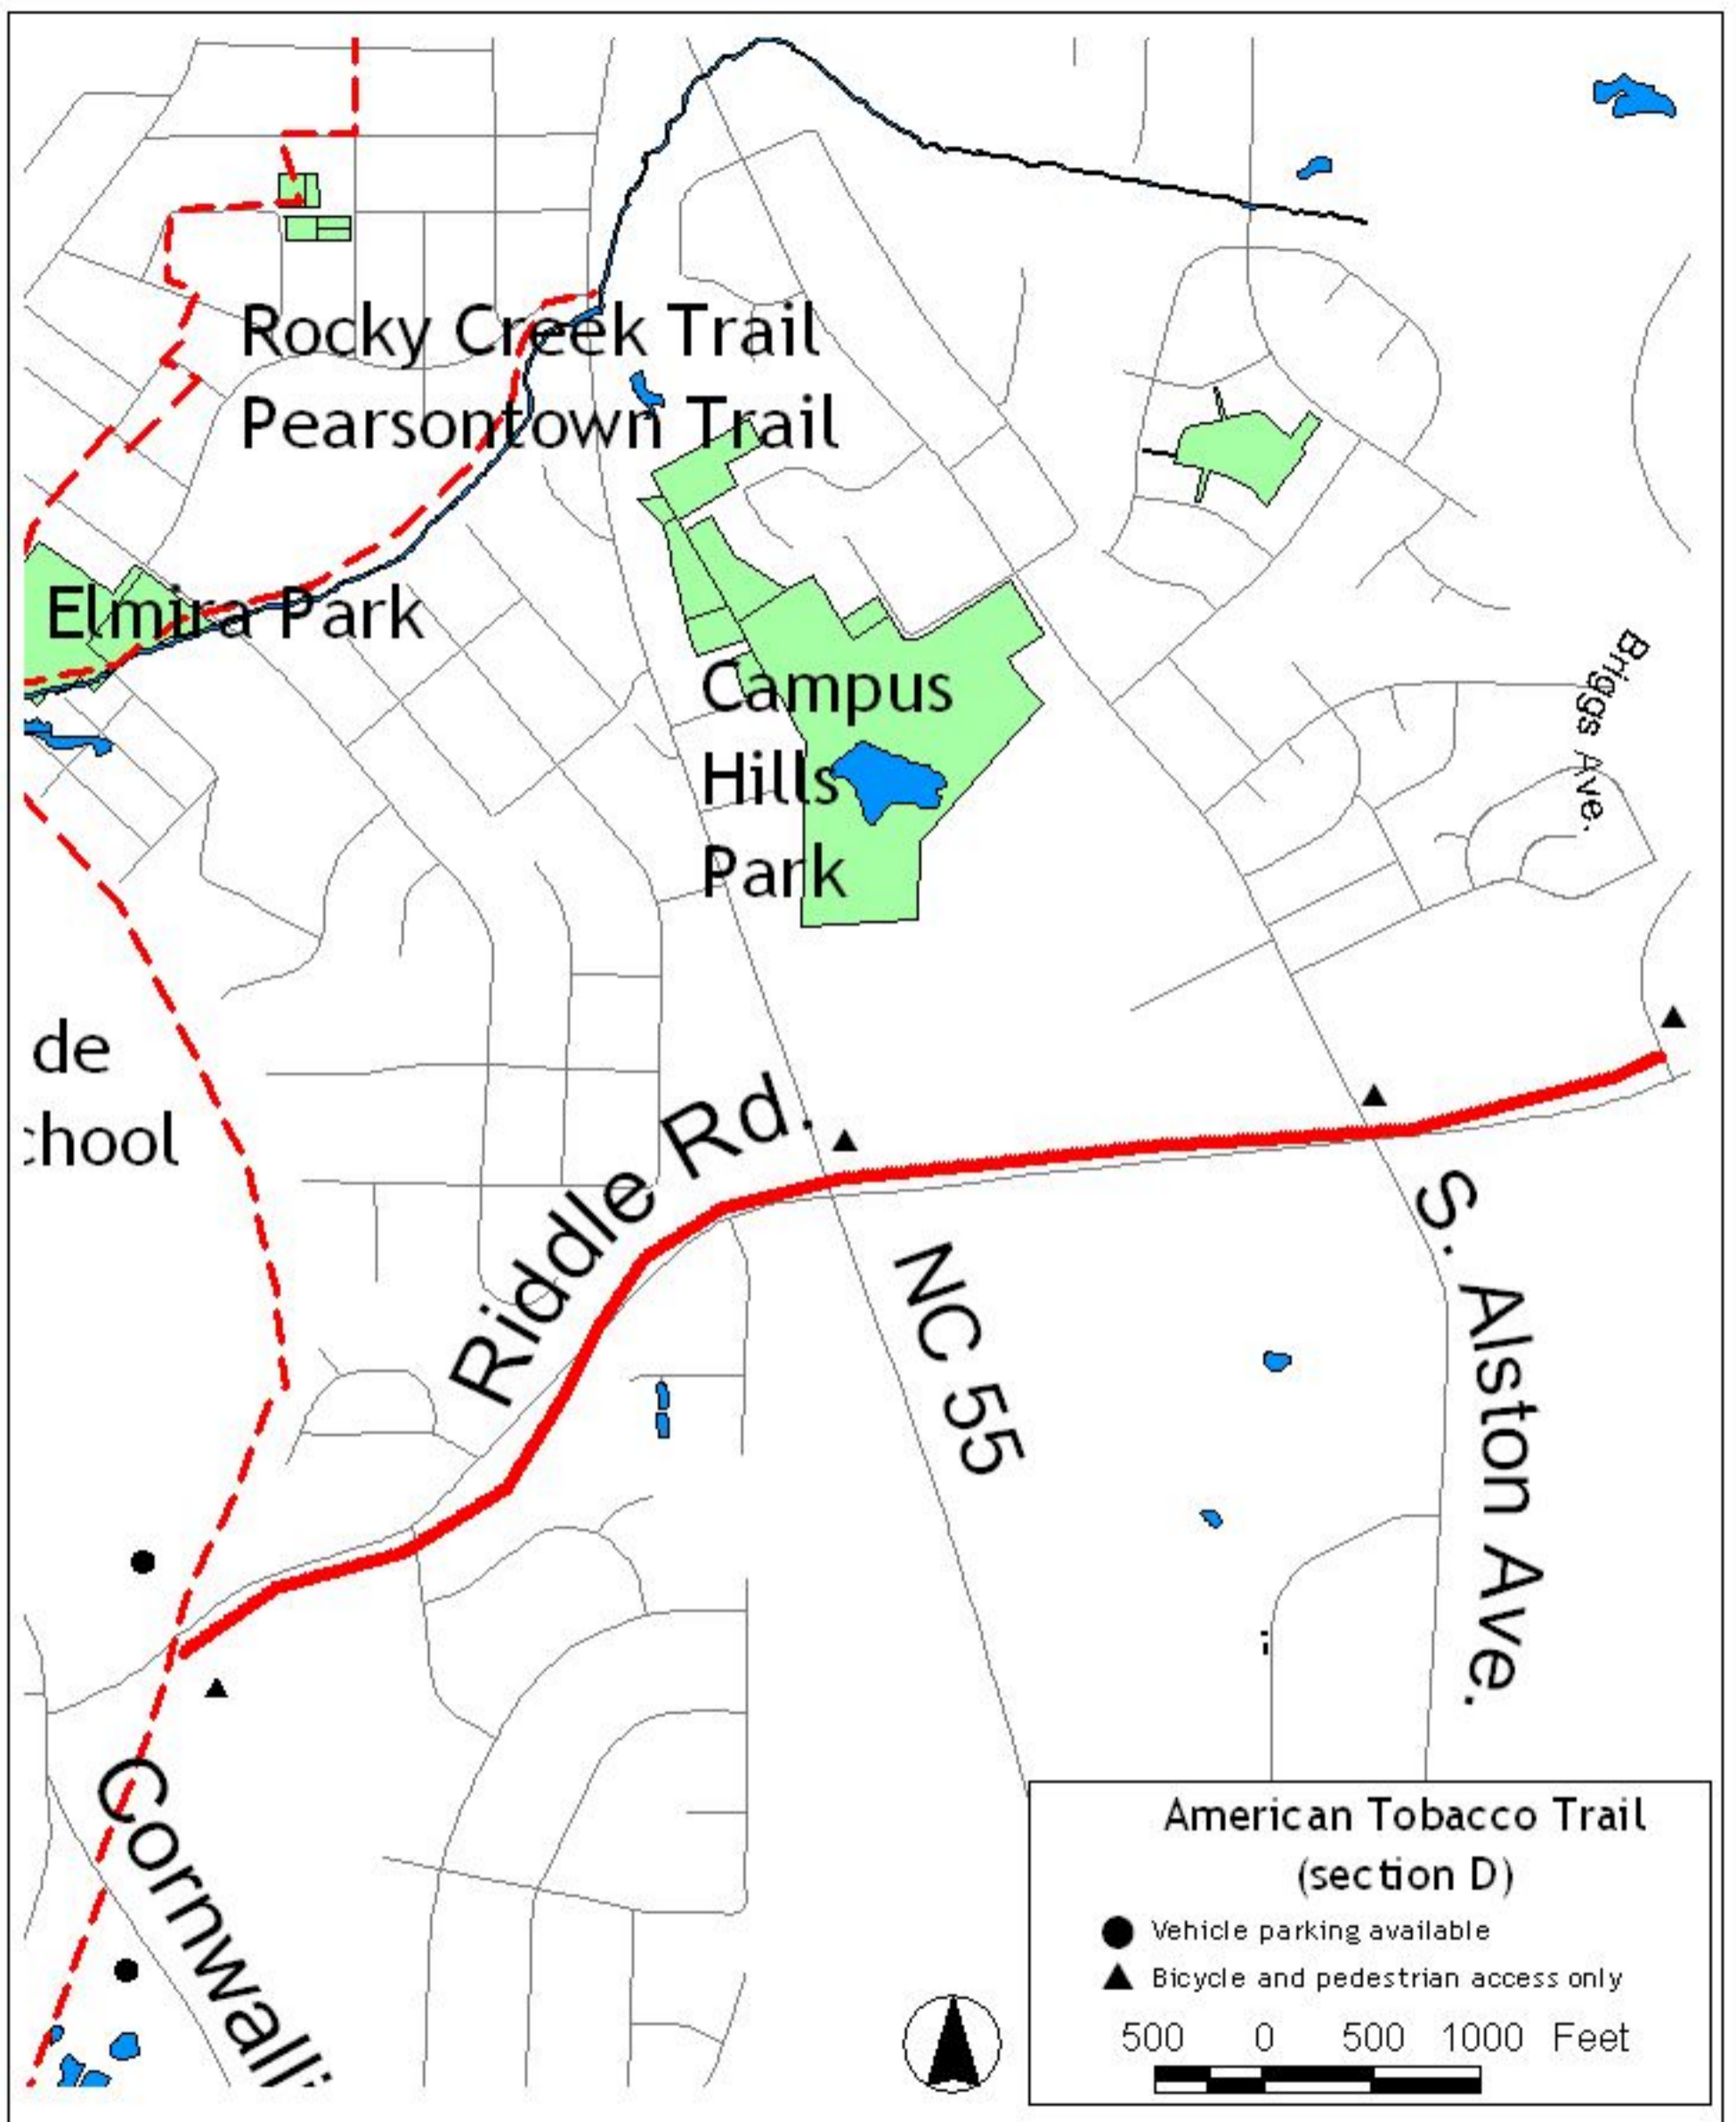 Rocky Creek Trail
Pearsontown Trail
Elmira Park
Campus
Hills
Park
Briggs Ave.
de
chool
Riddle Rd.
NC 55
S. Alston Ave.
Cornwalli
American Tobacco Trail
(section D)
Vehicle parking available
Bicycle and pedestrian access only
500 0 500 1000 Feet